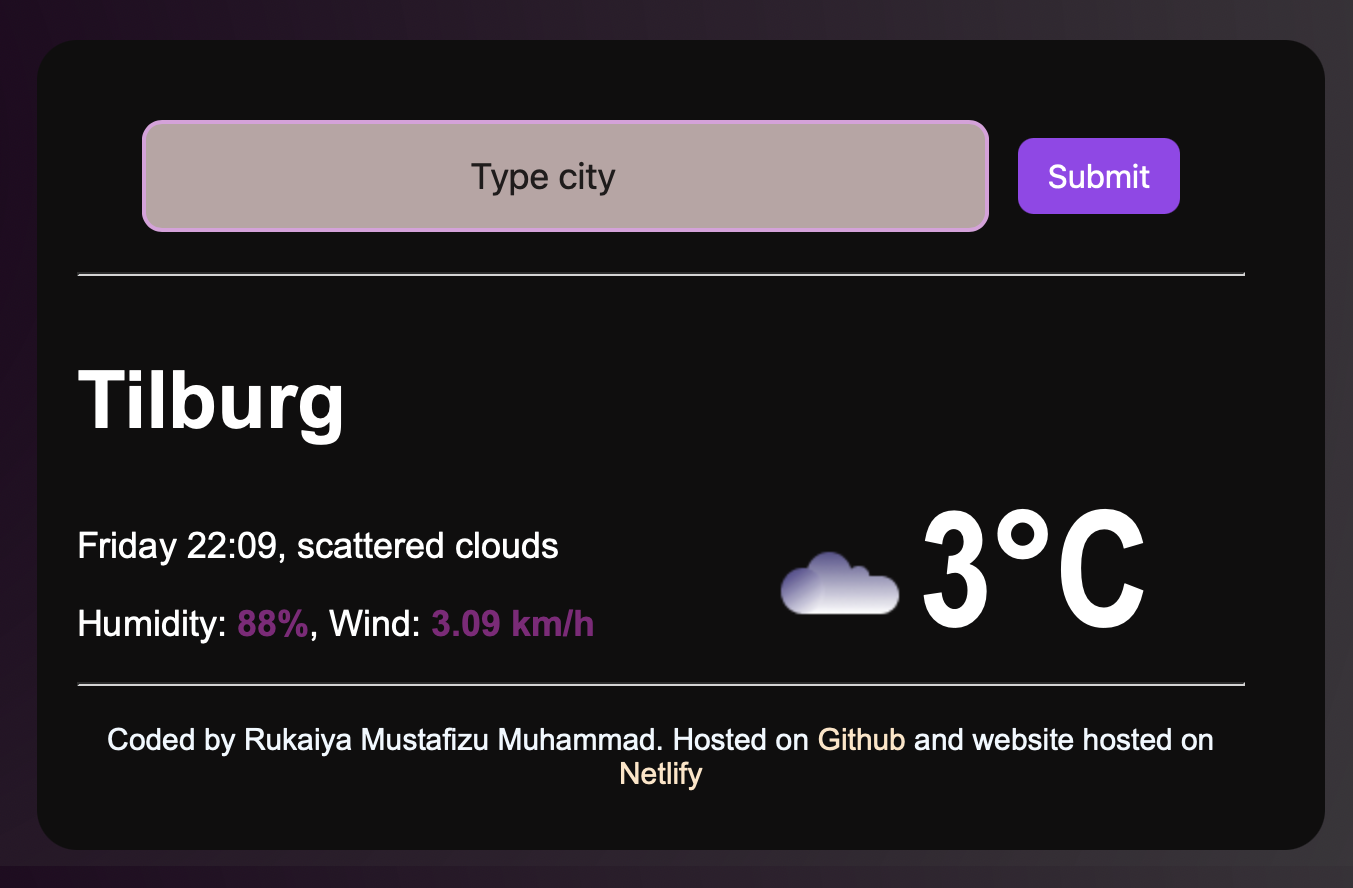 Type city
Submit
Tilburg
Friday 22:09, scattered clouds
Humidity: 88%, Wind: 3.09 km/h
3°C
Coded by Rukaiya Mustafizu Muhammad. Hosted on Github and website hosted on
Netlify